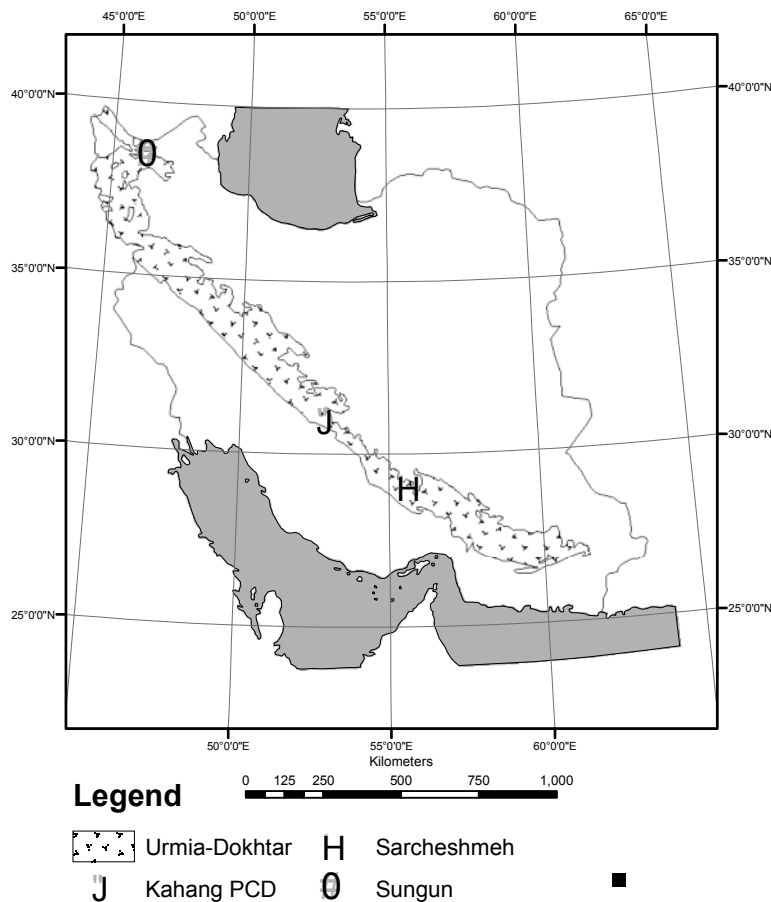 45°0'0"E 50°0'0"E 55°0'0"E 60°0'0"E 65°0'0"E
40°0'0"N 40°0'0"N
0
35°0'0"N 35°0'0"N
J
30°0'0"N 30°0'0"N
H
25°0'0"N 25°0'0"N
50°0'0"E 55°0'0"E 60°0'0"E
Kilometers
0 125 250 500 750 1,000
Legend
Urmia-Dokhtar H Sarcheshmeh
J Kahang PCD 0 Sungun